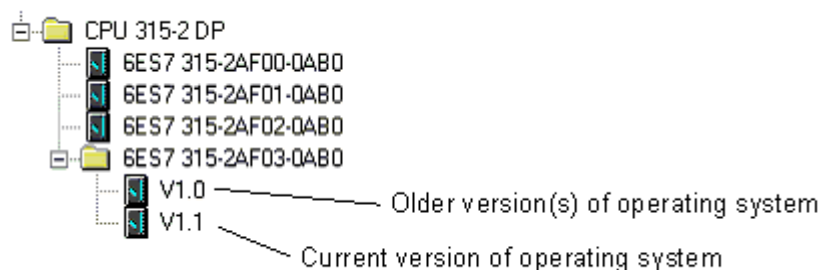 CPU 315-2 DP
6ES7 315-2AF00-0AB0
6ES7 315-2AF01-0AB0
6ES7 315-2AF02-0AB0
6ES7 315-2AF03-0AB0
V1.0
Older version(s) of operating system
V1.1
Current version of operating system